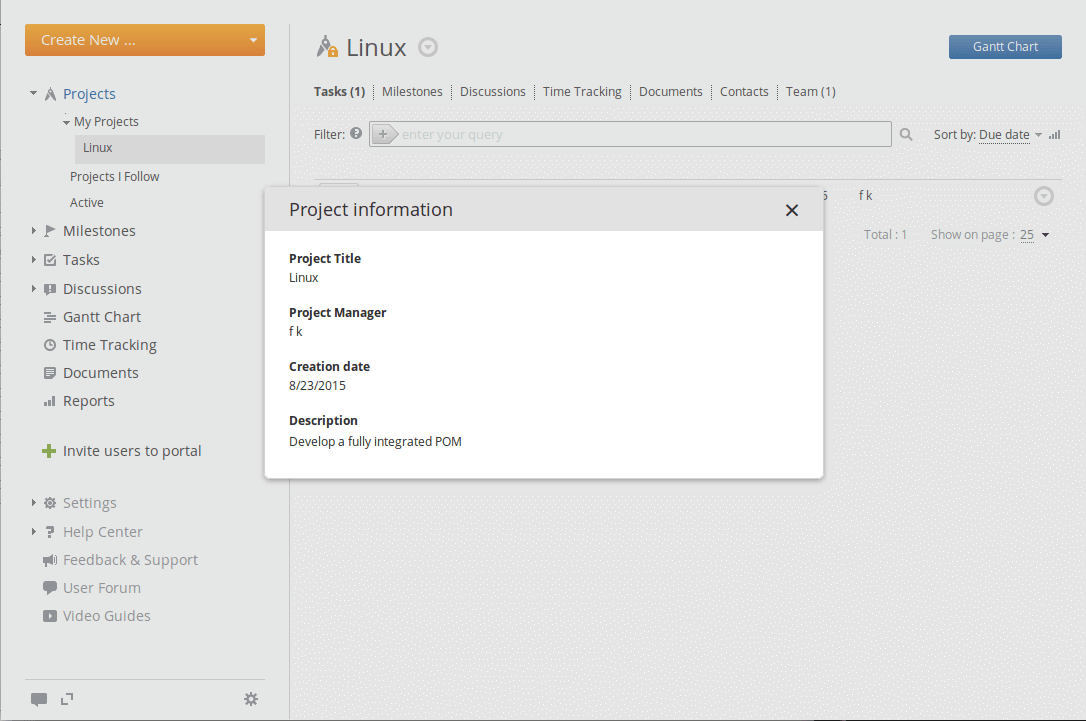 Create New ...
Projects
My Projects
Linux
Projects I Follow
Active
Milestones
Tasks
Discussions
Gantt Chart
Time Tracking
Documents
Reports
Invite users to portal
Settings
Help Center
Feedback & Support
User Forum
Video Guides
Linux
Gantt Chart
Tasks (1) Milestones Discussions Time Tracking Documents Contacts Team (1)
Filter: enter your query Sort by: Due date
f k
Total : 1 Show on page : 25
Project information
Project Title
Linux
Project Manager
f k
Creation date
8/23/2015
Description
Develop a fully integrated POM